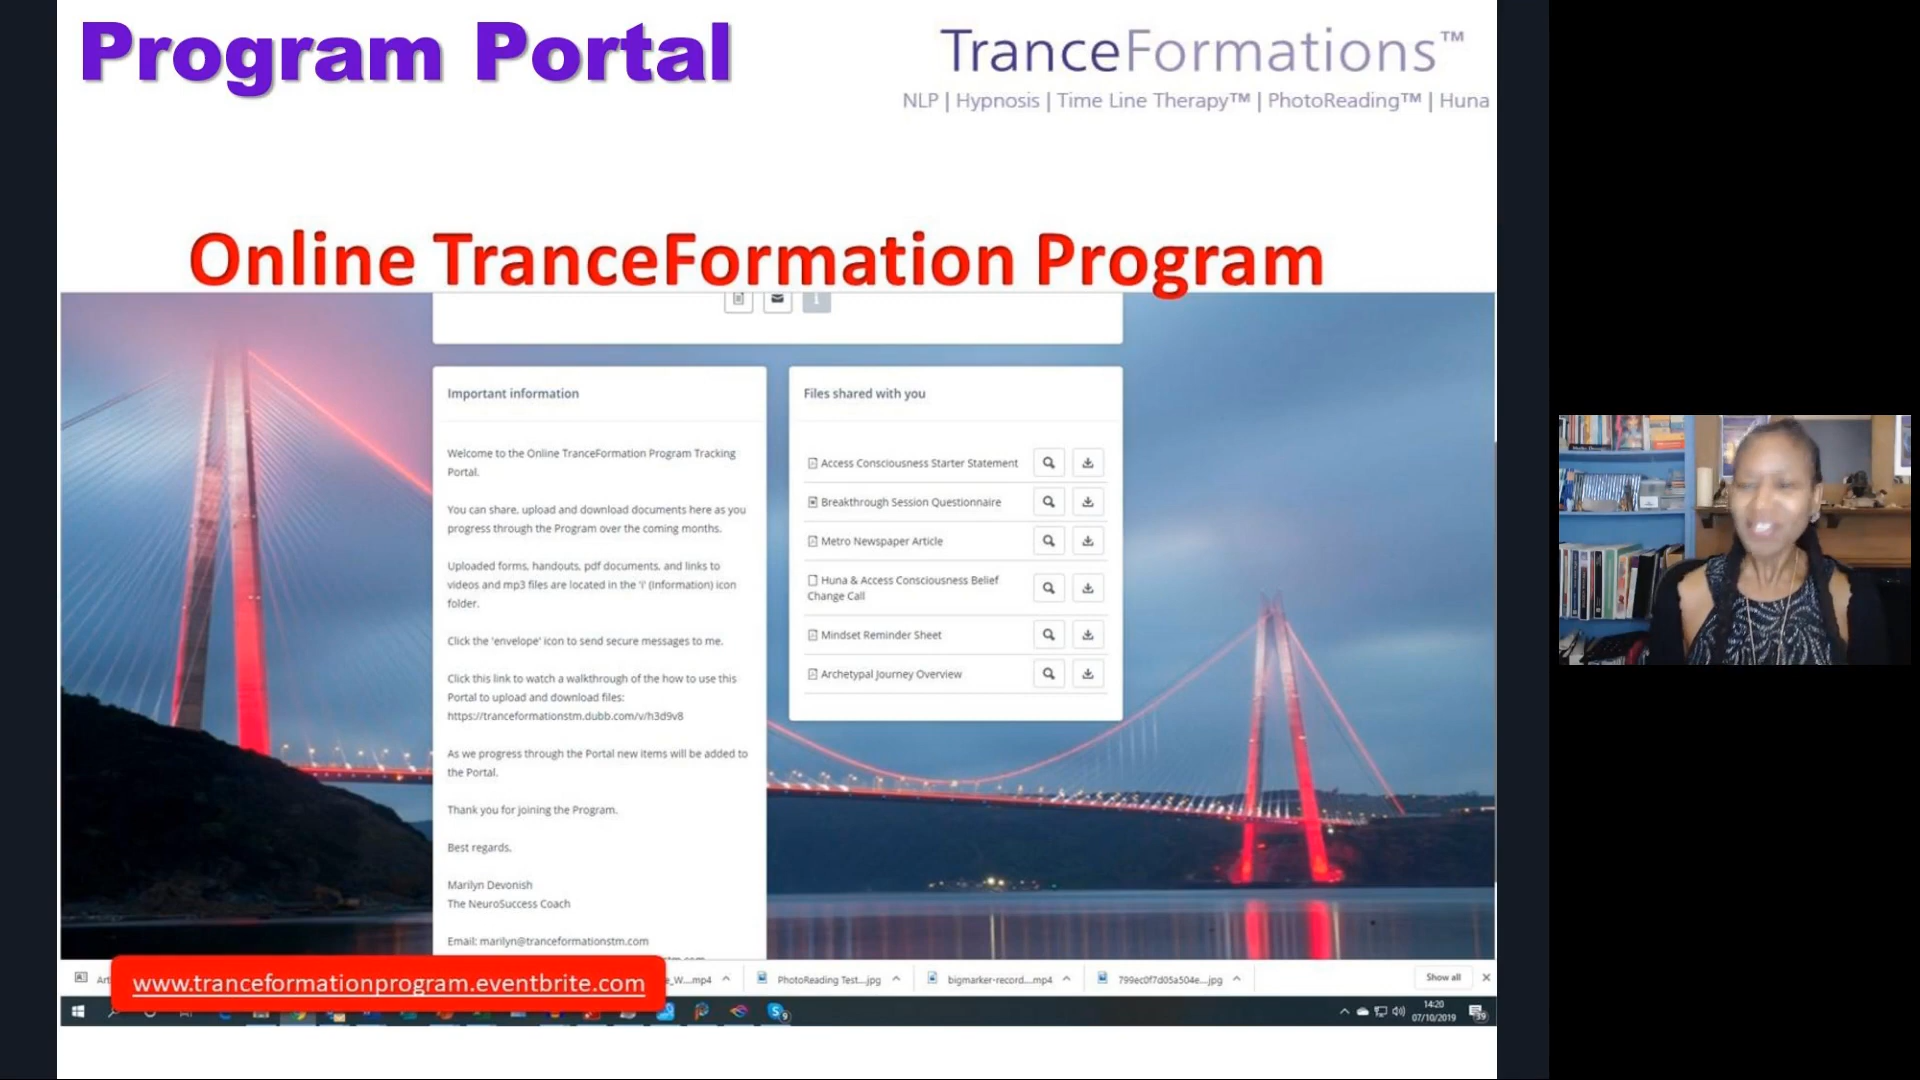 Program Portal
TranceFormations™
NLP | Hypnosis | Time Line Therapy™ | PhotoReading™ | Huna
Online TranceFormation Program
Important information
Welcome to the Online TranceFormation Program Tracking
Portal.
You can share, upload and download documents here as you
progress through the Program over the coming months.
Uploaded forms, handouts, pdf documents, and links to
videos and mp3 files are located in the 'i' (Information) icon
folder.
Click the 'envelope' icon to send secure messages to me.
Click this link to watch a walkthrough of the how to use this
Portal to upload and download files:
https://tranceformationstm.dubb.com/v/h3d9v8
As we progress through the Portal new items will be added to
the Portal.
Thank you for joining the Program.
Best regards,
Marilyn Devonish
The NeuroSuccess Coach
Email: marilyn@tranceformationstm.com
Files shared with you
Access Consciousness Starter Statement
Breakthrough Session Questionnaire
Metro Newspaper Article
Huna & Access Consciousness Belief
Change Call
Mindset Reminder Sheet
Archetypal Journey Overview
www.tranceformationprogram.eventbrite.com
e_W....mp4
PhotoReading Test...jpg
bigmarker-record....mp4
799ec0f7d05a504e...jpg
Show all
14:20
07/10/2019